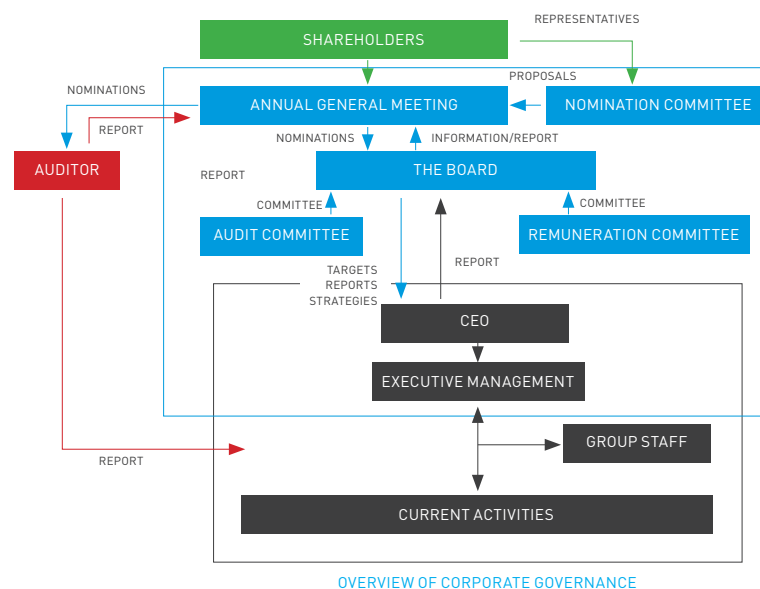 REPRESENTATIVES
SHAREHOLDERS
PROPOSALS
NOMINATIONS
ANNUAL GENERAL MEETING
NOMINATION COMMITTEE
REPORT
NOMINATIONS
INFORMATION/REPORT
AUDITOR
REPORT
THE BOARD
COMMITTEE
COMMITTEE
AUDIT COMMITTEE
REMUNERATION COMMITTEE
TARGETS
REPORTS
STRATEGIES
REPORT
CEO
EXECUTIVE MANAGEMENT
GROUP STAFF
REPORT
CURRENT ACTIVITIES
OVERVIEW OF CORPORATE GOVERNANCE